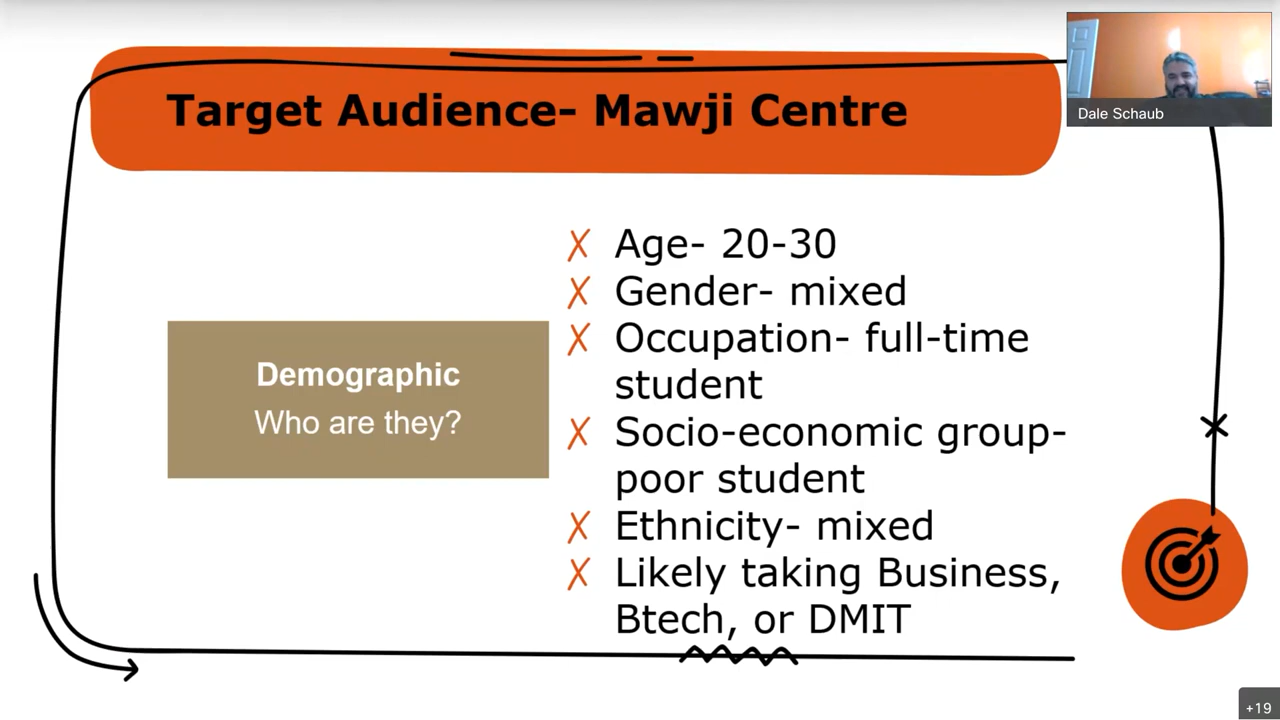 Target Audience- Mawji Centre
Dale Schaub
Demographic
Who are they?
Age- 20-30
Gender- mixed
Occupation- full-time
student
Socio-economic group-
poor student
Ethnicity- mixed
Likely taking Business,
Btech, or DMIT
+19